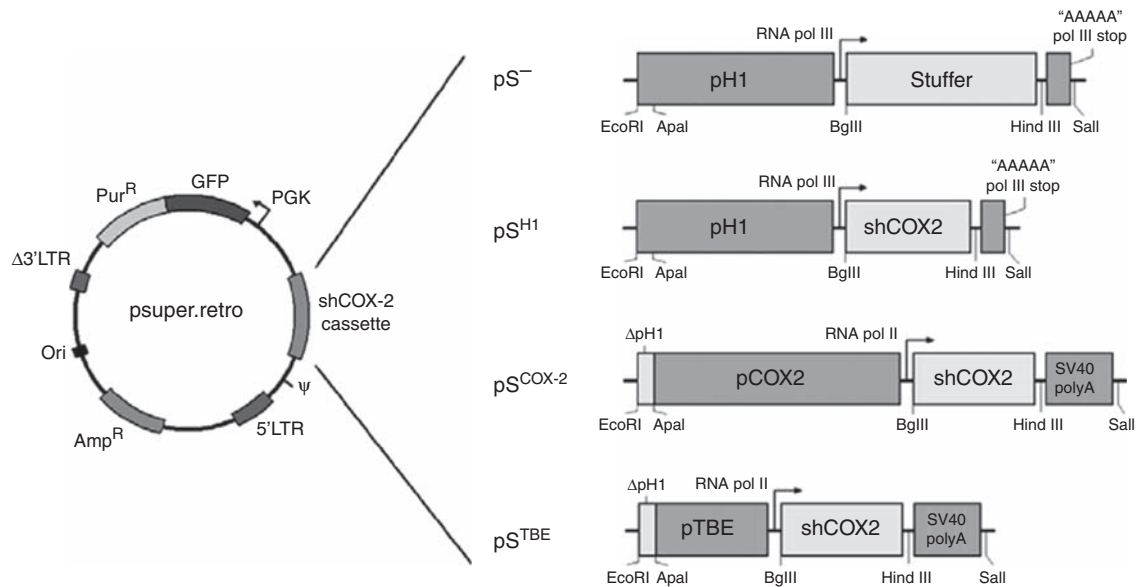 Pur^R
GFP
PGK
Δ3'LTR
psuper.retro
shCOX-2
cassette
Ori
ψ
Amp^R
5'LTR
pS^–
RNA pol III
"AAAAA"
pol III stop
pH1
Stuffer
EcoRI
ApaI
BglII
Hind III
SalI
pS^H1
RNA pol III
"AAAAA"
pol III stop
pH1
shCOX2
EcoRI
ApaI
BglII
Hind III
SalI
pS^COX-2
ΔpH1
RNA pol II
pCOX2
shCOX2
SV40
polyA
EcoRI
ApaI
BglII
Hind III
SalI
pS^TBE
ΔpH1
RNA pol II
pTBE
shCOX2
SV40
polyA
EcoRI
ApaI
BglII
Hind III
SalI